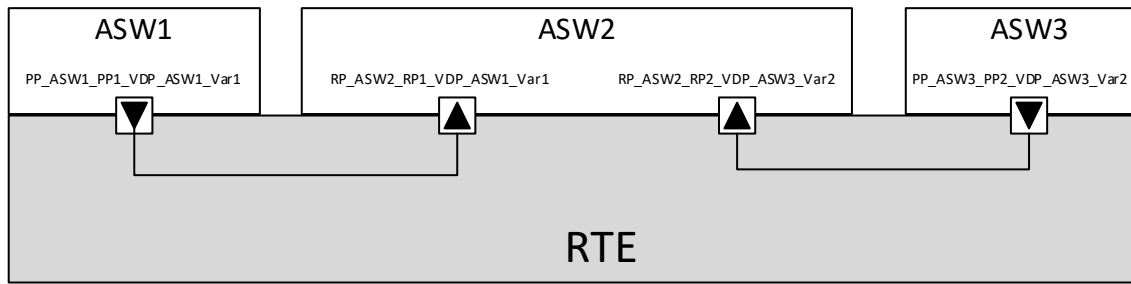 ASW1
ASW2
ASW3
PP_ASW1_PP1_VDP_ASW1_Var1
RP_ASW2_RP1_VDP_ASW1_Var1
RP_ASW2_RP2_VDP_ASW3_Var2
PP_ASW3_PP2_VDP_ASW3_Var2
RTE